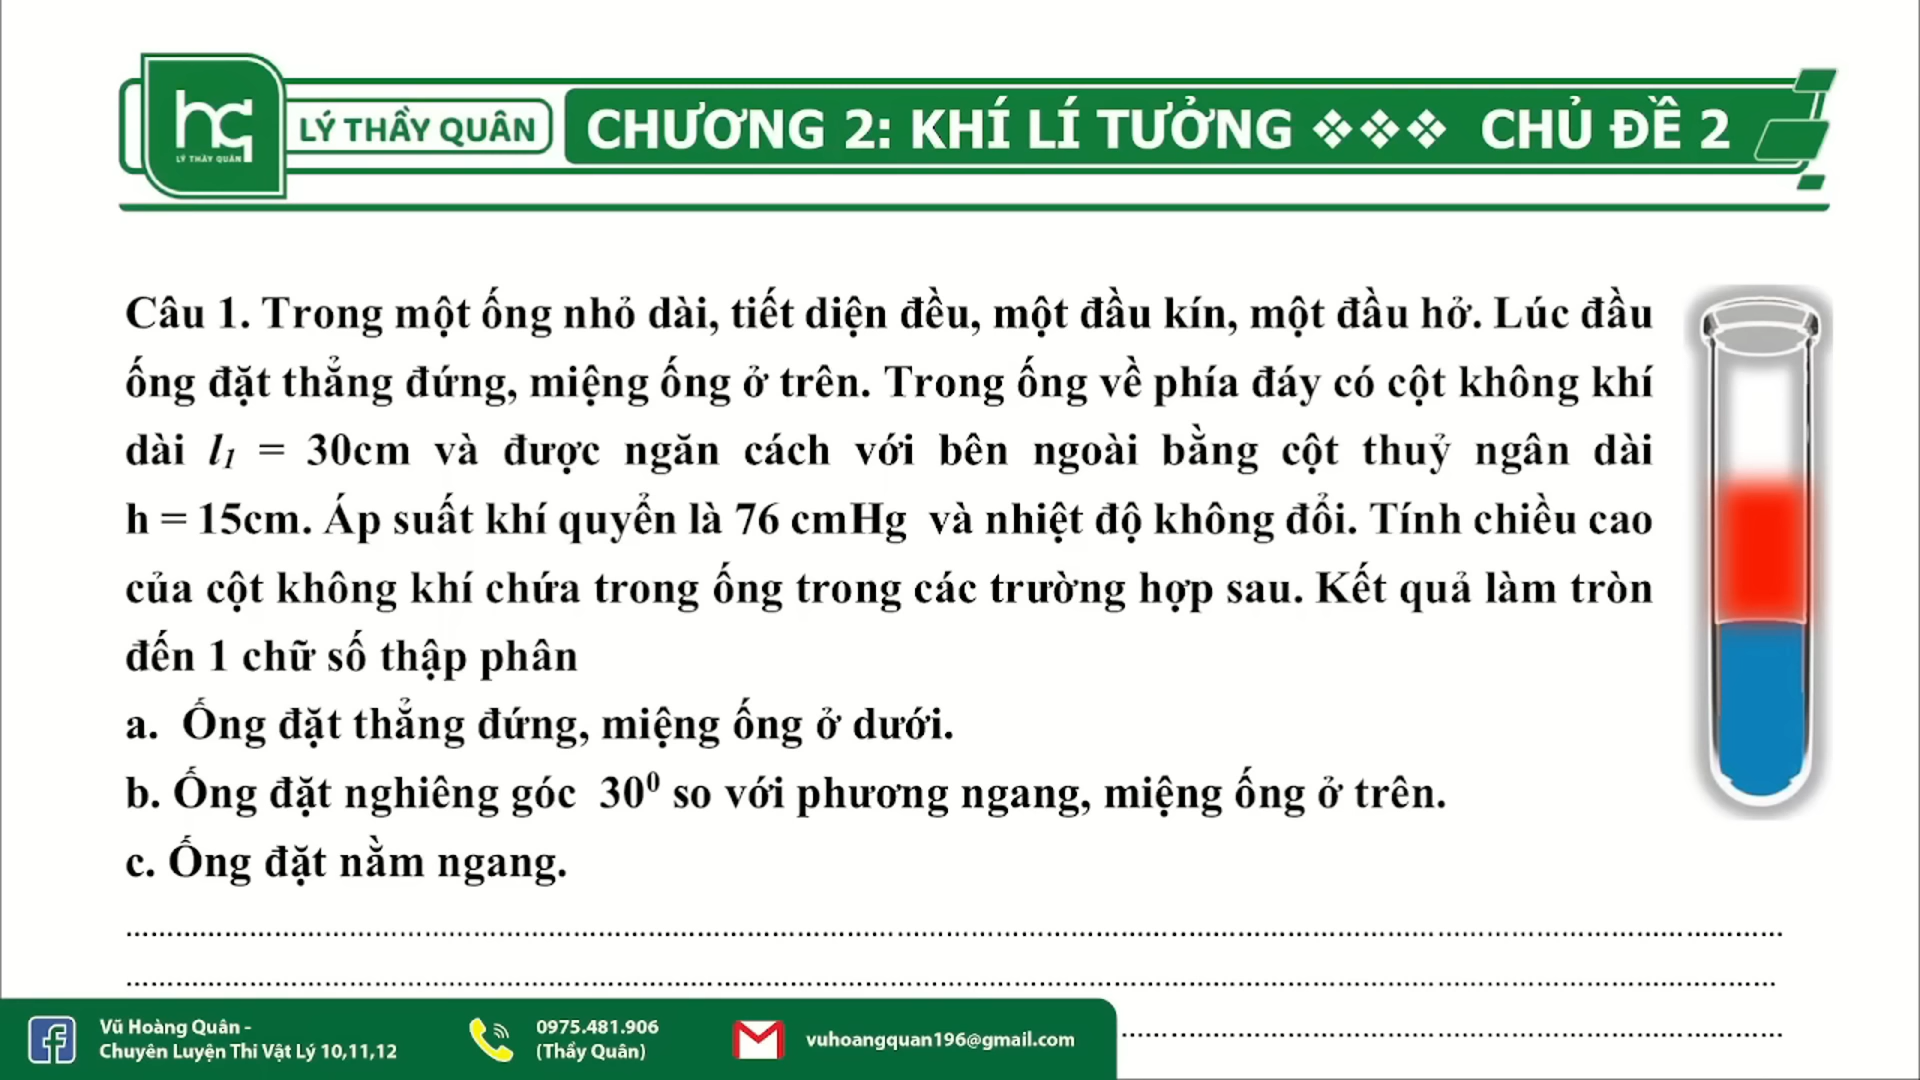 hq
LÝ THẦY QUÂN
LÝ THẦY QUÂN
CHƯƠNG 2: KHÍ LÍ TƯỞNG ❖❖❖ CHỦ ĐỀ 2
Câu 1. Trong một ống nhỏ dài, tiết diện đều, một đầu kín, một đầu hở. Lúc đầu
ống đặt thẳng đứng, miệng ống ở trên. Trong ống về phía đáy có cột không khí
dài l₁ = 30cm và được ngăn cách với bên ngoài bằng cột thuỷ ngân dài
h = 15cm. Áp suất khí quyển là 76 cmHg và nhiệt độ không đổi. Tính chiều cao
của cột không khí chứa trong ống trong các trường hợp sau. Kết quả làm tròn
đến 1 chữ số thập phân
a. Ống đặt thẳng đứng, miệng ống ở dưới.
b. Ống đặt nghiêng góc 30⁰ so với phương ngang, miệng ống ở trên.
c. Ống đặt nằm ngang.
Vũ Hoàng Quân -
Chuyên Luyện Thi Vật Lý 10,11,12
0975.481.906
(Thầy Quân)
vuhoangquan196@gmail.com